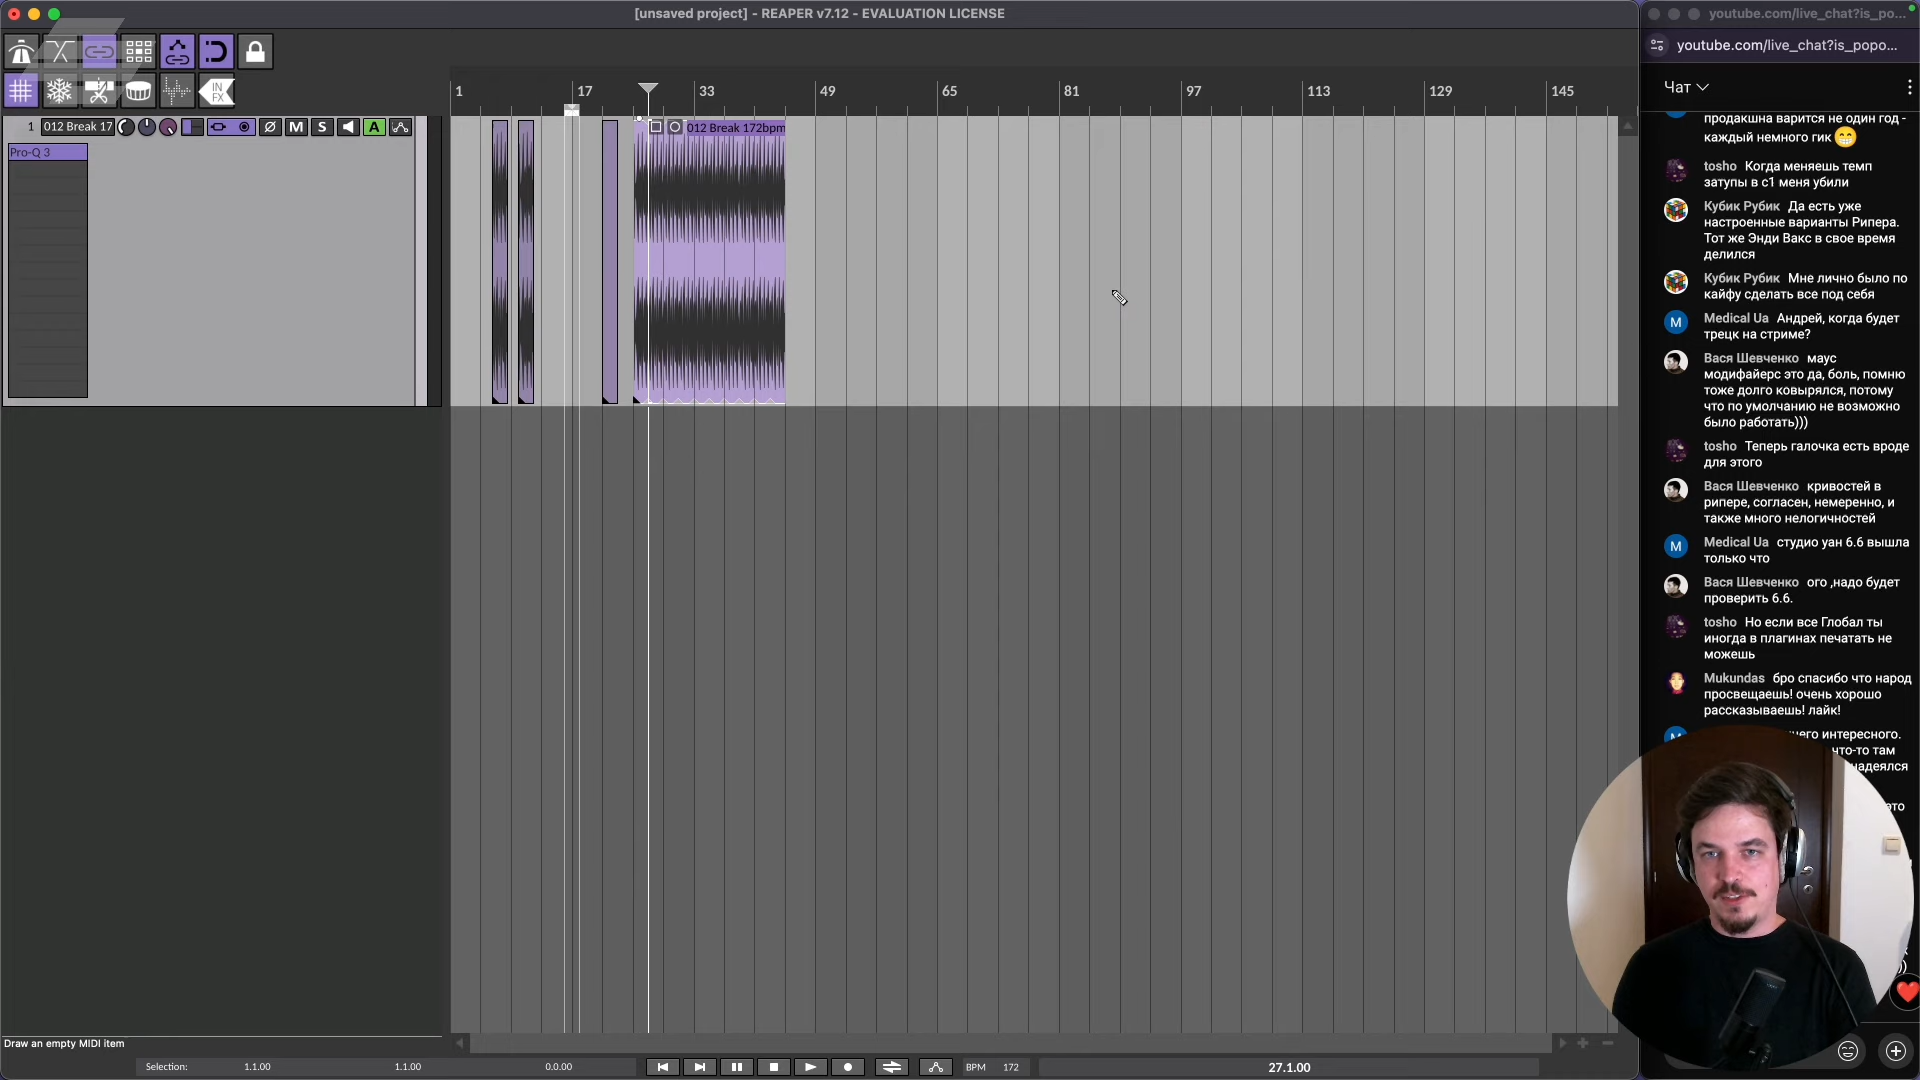 [unsaved project] - REAPER v7.12 - EVALUATION LICENSE
IN
FX
1
17
33
49
65
81
97
113
129
145
1
012 Break 17
M
S
A
Pro-Q 3
012 Break 172bpm
Draw an empty MIDI item
Selection:
1.1.00
1.1.00
0.0.00
BPM
172
27.1.00
youtube.com/live_chat?is_po...
youtube.com/live_chat?is_popo...
Чат
продакшна варится не один год -
каждый немного гик
tosho Когда меняешь темп
затупы в с1 меня убили
Кубик Рубик Да есть уже
настроенные варианты Рипера.
Тот же Энди Вакс в свое время
делился
Кубик Рубик Мне лично было по
кайфу сделать все под себя
M
Medical Ua Андрей, когда будет
трецк на стриме?
Вася Шевченко маус
модифайерс это да, боль, помню
тоже долго ковырялся, потому
что по умолчанию не возможно
было работать)))
tosho Теперь галочка есть вроде
для этого
Вася Шевченко кривостей в
рипере, согласен, немеренно, и
также много нелогичностей
M
Medical Ua студио уан 6.6 вышла
только что
Вася Шевченко ого ,надо будет
проверить 6.6.
tosho Но если все Глобал ты
иногда в плагинах печатать не
можешь
Mukundas бро спасибо что народ
просвещаешь! очень хорошо
рассказываешь! лайк!
интересного.
что-то там
надеялся